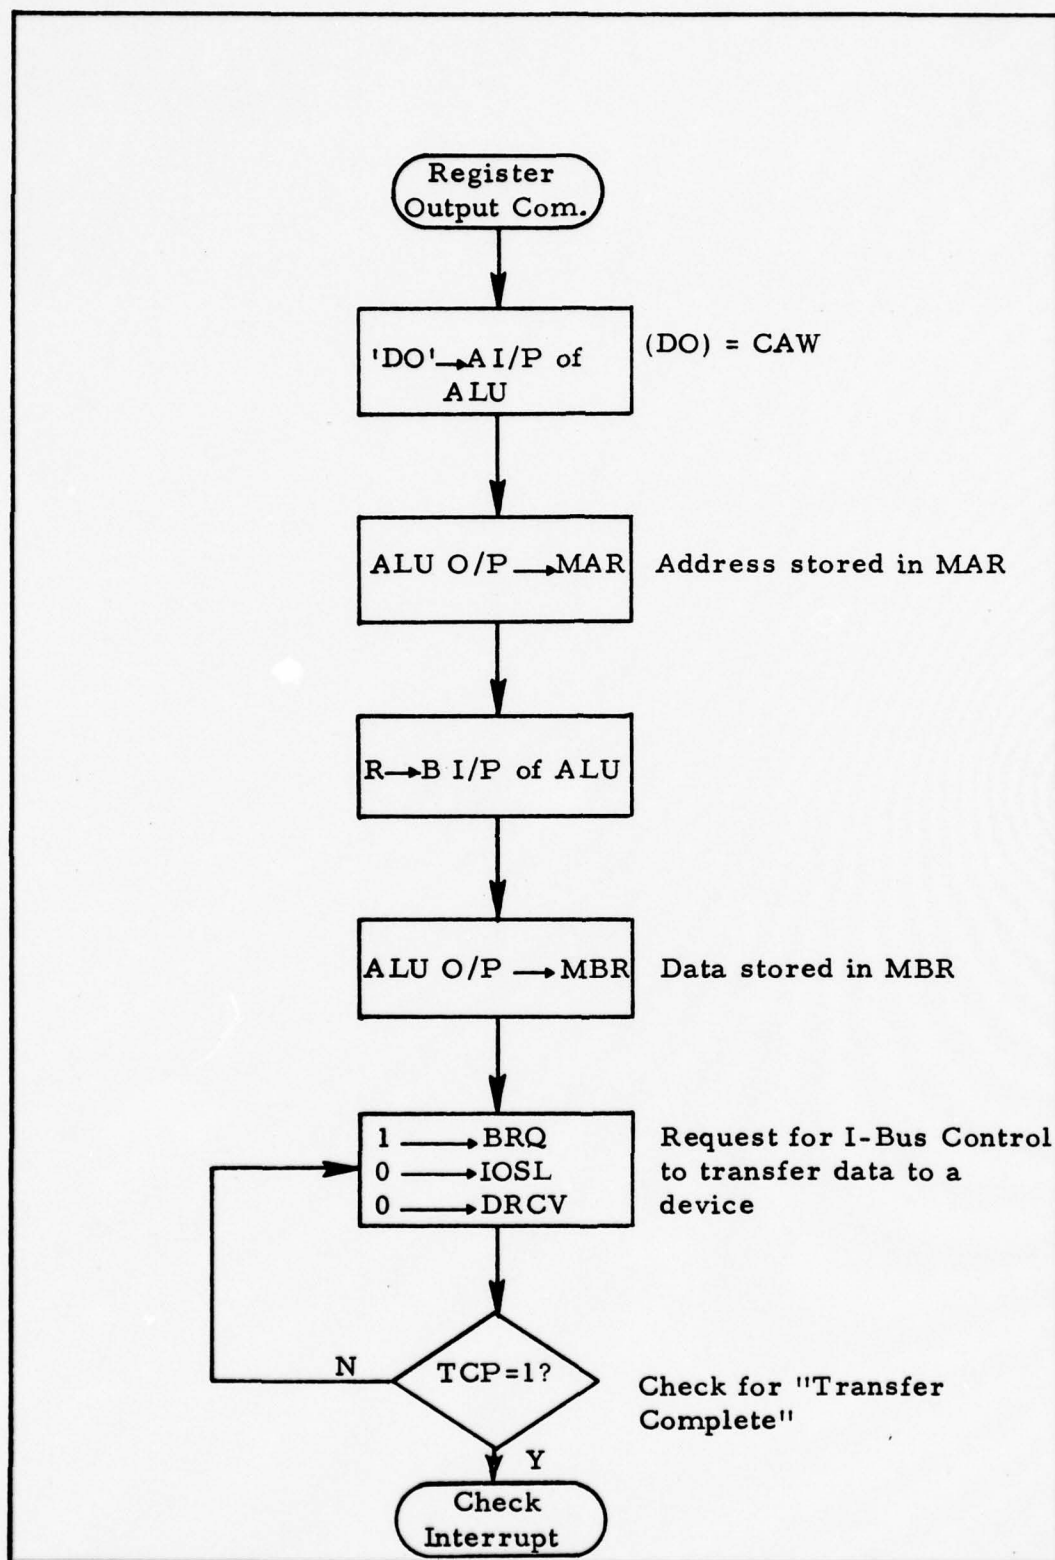 Register
Output Com.
'DO'→A I/P of
ALU
(DO) = CAW
ALU O/P → MAR
Address stored in MAR
R→B I/P of ALU
ALU O/P → MBR
Data stored in MBR
1 → BRQ
0 → IOSL
0 → DRCV
Request for I-Bus Control
to transfer data to a
device
TCP=1?
N
Check for "Transfer
Complete"
Y
Check
Interrupt